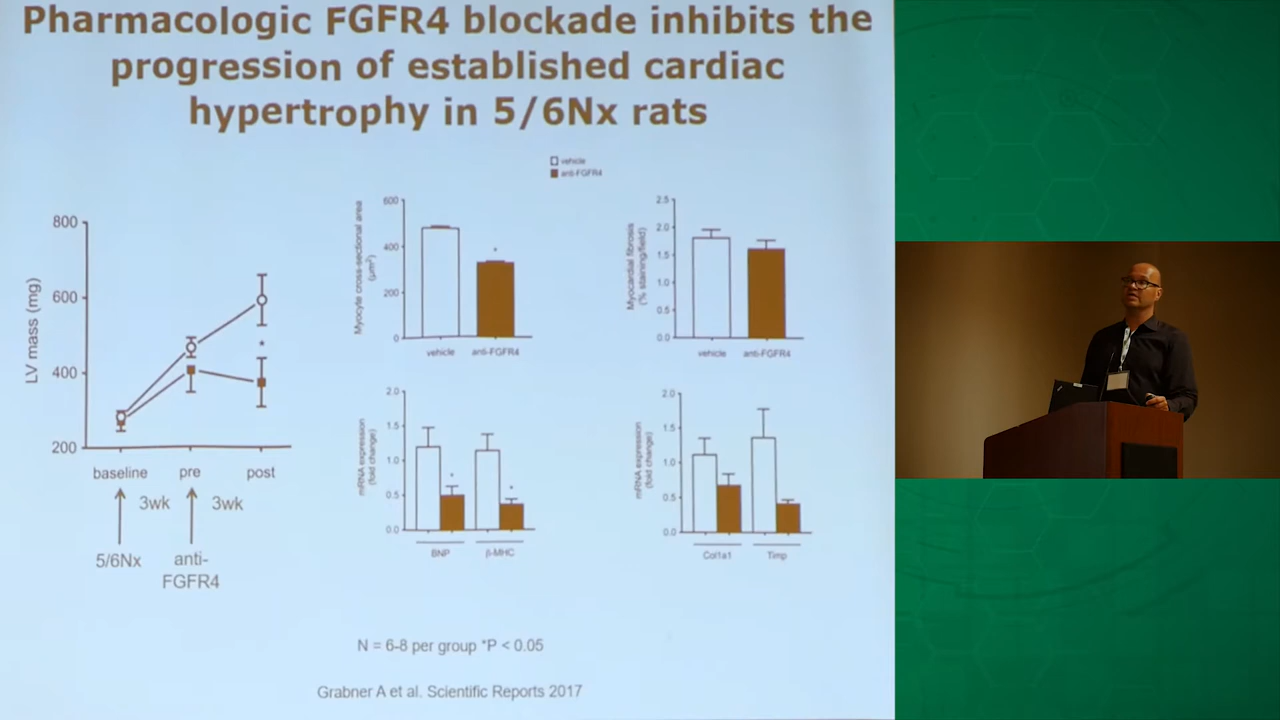 Pharmacologic FGFR4 blockade inhibits the
progression of established cardiac
hypertrophy in 5/6Nx rats
vehicle
anti-FGFR4
800
600
400
200
LV mass (mg)
*
baseline
pre
post
3wk
3wk
5/6Nx
anti-
FGFR4
600
400
200
0
Myocyte cross-sectional area
(µm²)
*
vehicle
anti-FGFR4
2.5
2.0
1.5
1.0
0.5
0.0
Myocardial fibrosis
(% staining/field)
vehicle
anti-FGFR4
2.0
1.5
1.0
0.5
0.0
mRNA expression
(fold change)
*
*
BNP
β-MHC
2.0
1.5
1.0
0.5
0.0
mRNA expression
(fold change)
Col1a1
Timp
N = 6-8 per group *P < 0.05
Grabner A et al. Scientific Reports 2017